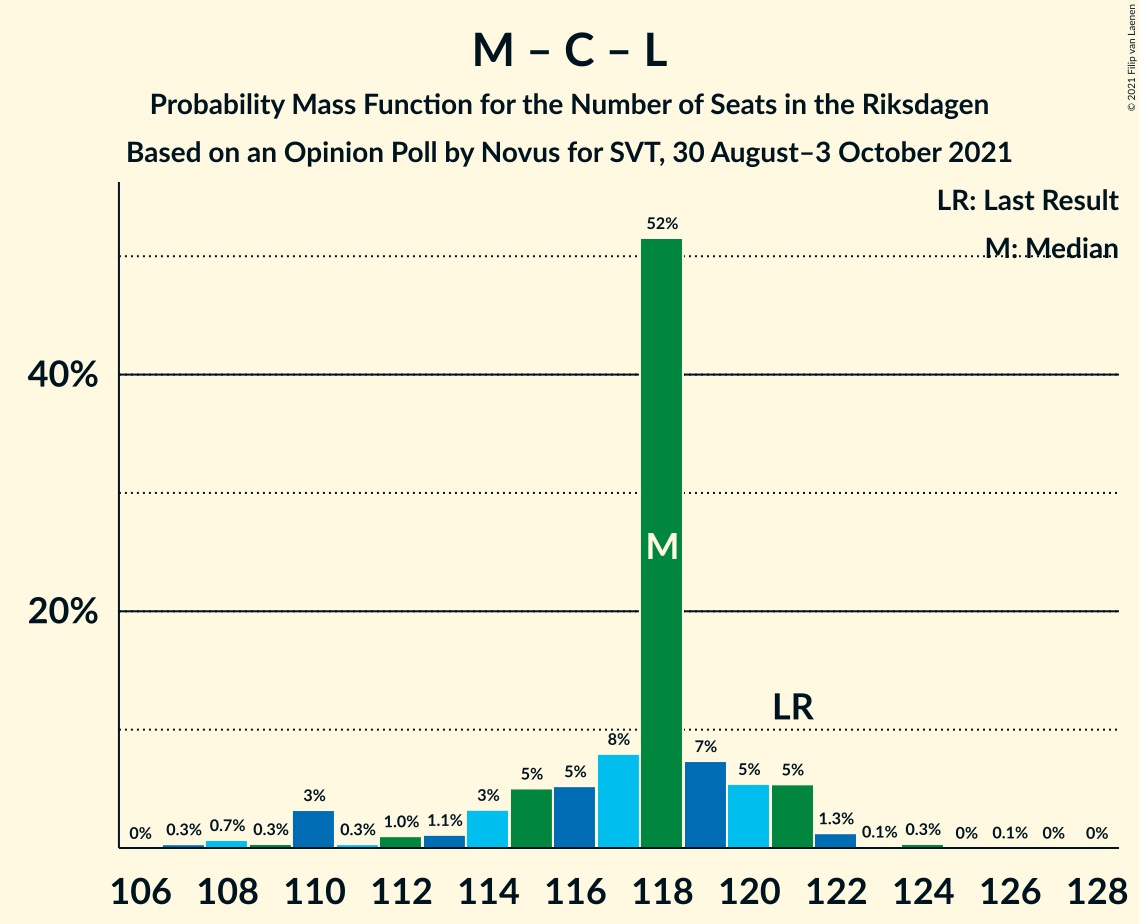 M – C – L
Probability Mass Function for the Number of Seats in the Riksdagen
Based on an Opinion Poll by Novus for SVT, 30 August–3 October 2021
© 2021 Filip van Laenen
LR: Last Result
M: Median
40%
20%
0% 0.3% 0.7% 0.3% 3% 0.3% 1.0% 1.1% 3% 5% 5% 8% 52% 7% 5% 5% 1.3% 0.1% 0.3% 0% 0.1% 0% 0%
M
LR
106 108 110 112 114 116 118 120 122 124 126 128